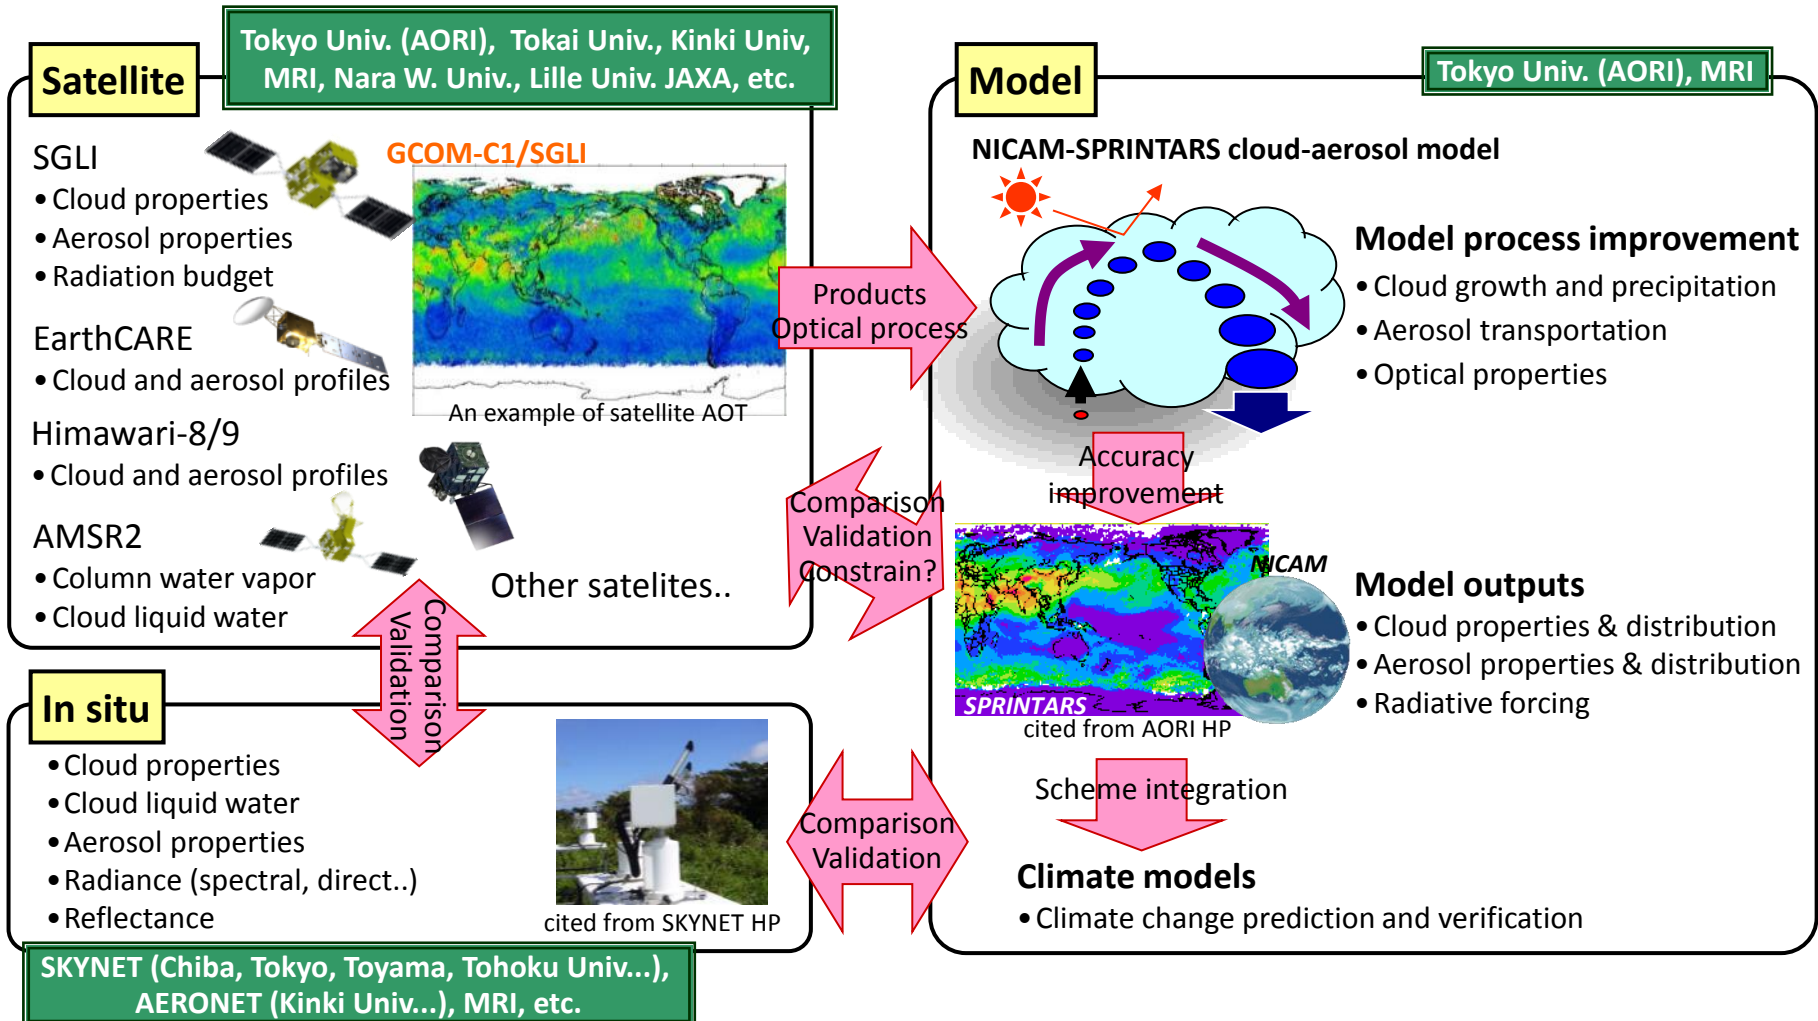 Satellite
Tokyo Univ. (AORI),  Tokai Univ., Kinki Univ,
MRI, Nara W. Univ., Lille Univ. JAXA, etc.
SGLI
•Cloud properties
•Aerosol properties
•Radiation budget
GCOM-C1/SGLI
An example of satellite AOT
EarthCARE
•Cloud and aerosol profiles
Himawari-8/9
•Cloud and aerosol profiles
AMSR2
•Column water vapor
•Cloud liquid water
Other satelites..
Comparison
Validation
In situ
•Cloud properties
•Cloud liquid water
•Aerosol properties
•Radiance (spectral, direct..)
•Reflectance
cited from SKYNET HP
SKYNET (Chiba, Tokyo, Toyama, Tohoku Univ...),
AERONET (Kinki Univ...), MRI, etc.
Products
Optical process
Comparison
Validation
Constrain?
Comparison
Validation
Model
Tokyo Univ. (AORI), MRI
NICAM-SPRINTARS cloud-aerosol model
Model process improvement
•Cloud growth and precipitation
•Aerosol transportation
•Optical properties
Accuracy
improvement
NICAM
SPRINTARS
cited from AORI HP
Model outputs
•Cloud properties & distribution
•Aerosol properties & distribution
•Radiative forcing
Scheme integration
Climate models
•Climate change prediction and verification